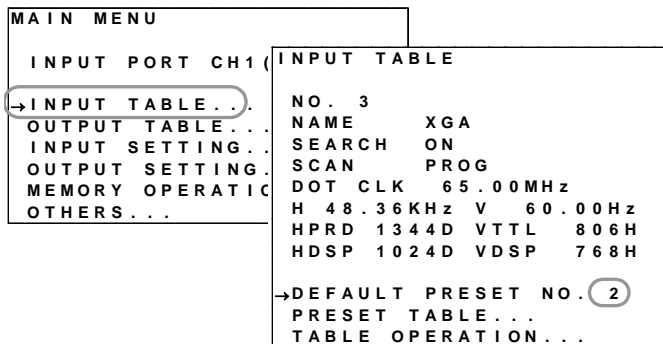 MAIN MENU
INPUT PORT CH1(
→INPUT TABLE...
OUTPUT TABLE...
INPUT SETTING..
OUTPUT SETTING.
MEMORY OPERATIO
OTHERS...
INPUT TABLE
NO. 3
NAME XGA
SEARCH ON
SCAN PROG
DOT CLK 65.00MHz
H 48.36KHz V 60.00Hz
HPRD 1344D VTTL 806H
HDSP 1024D VDSP 768H
→DEFAULT PRESET NO. 2
PRESET TABLE...
TABLE OPERATION...